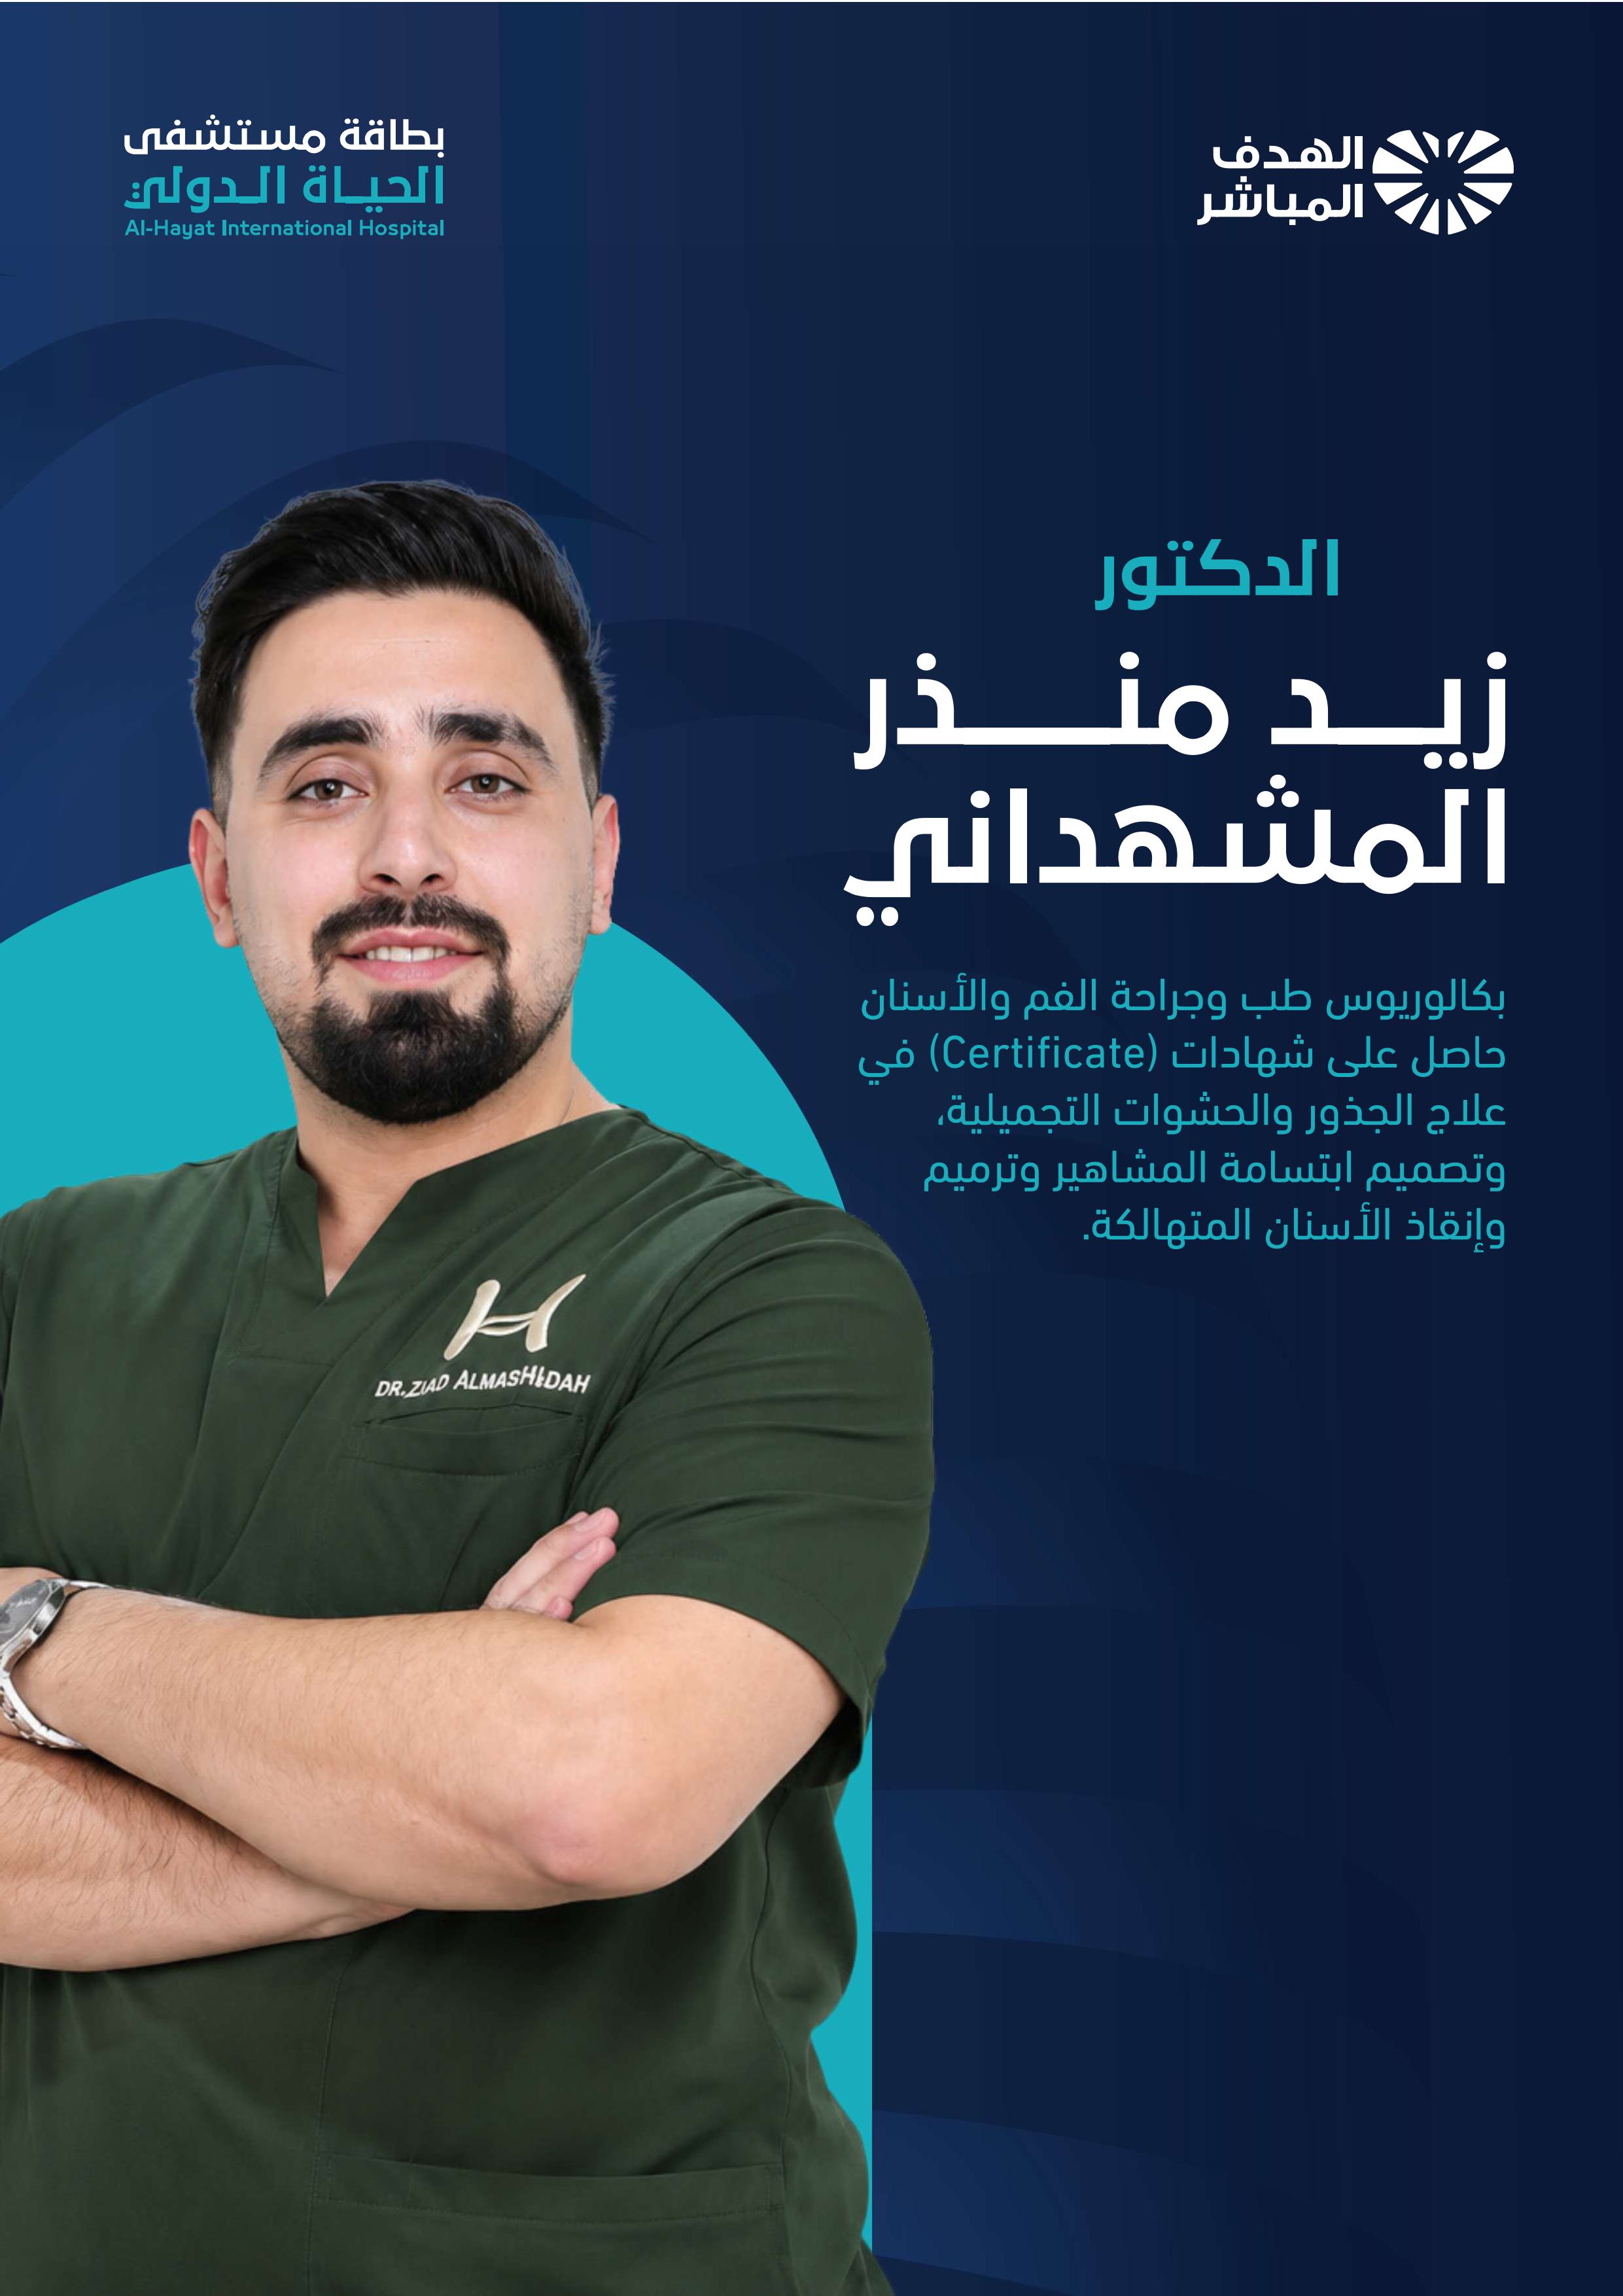 الهدف
المباشر
بطاقة مستشفى
الحياة الدولي
Al-Hayat International Hospital
الدكتور
زيد منذر
المشهداني
بكالوريوس طب وجراحة الفم والأسنان
حاصل على شهادات (Certificate) في
علاج الجذور والحشوات التجميلية،
وتصميم ابتسامة المشاهير وترميم
وإنقاذ الأسنان المتهالكة.
H
DR. ALMASHHDAH